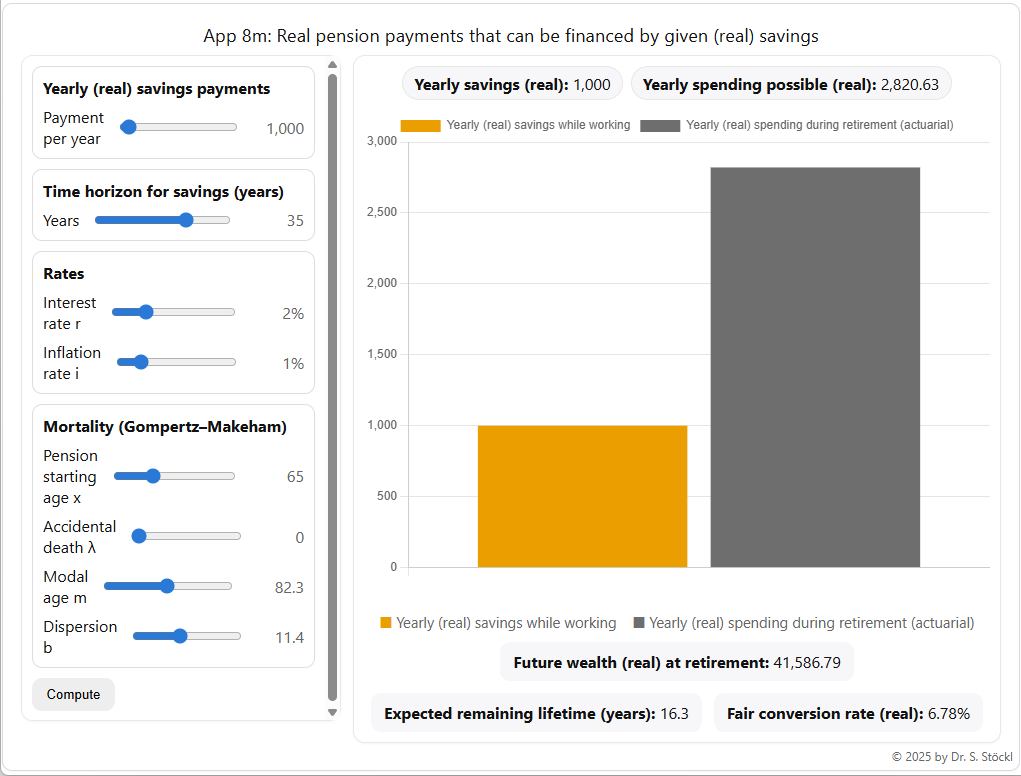 App 8m: Real pension payments that can be financed by given (real) savings
Yearly (real) savings payments
Payment
per year
1,000
Time horizon for savings (years)
Years
35
Rates
Interest
rate r
2%
Inflation
rate i
1%
Mortality (Gompertz–Makeham)
Pension
starting
age x
65
Accidental
death λ
0
Modal
age m
82.3
Dispersion
b
11.4
Compute
Yearly savings (real): 1,000
Yearly spending possible (real): 2,820.63
Yearly (real) savings while working
Yearly (real) spending during retirement (actuarial)
3,000
2,500
2,000
1,500
1,000
500
0
Yearly (real) savings while working
Yearly (real) spending during retirement (actuarial)
Future wealth (real) at retirement: 41,586.79
Expected remaining lifetime (years): 16.3
Fair conversion rate (real): 6.78%
© 2025 by Dr. S. Stöckl